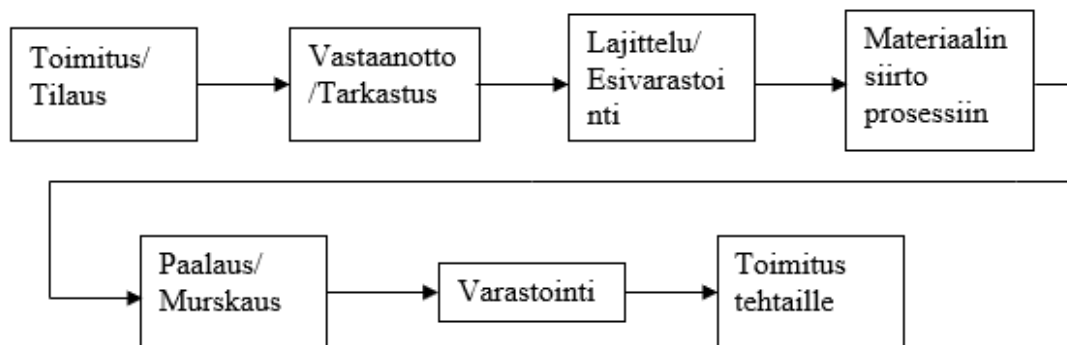 Toimitus/
Tilaus
Vastaanotto
/Tarkastus
Lajittelu/
Esivarastoi
nti
Materiaalin
siirto
prosessiin
Paalaus/
Murskaus
Varastointi
Toimitus
tehtaille